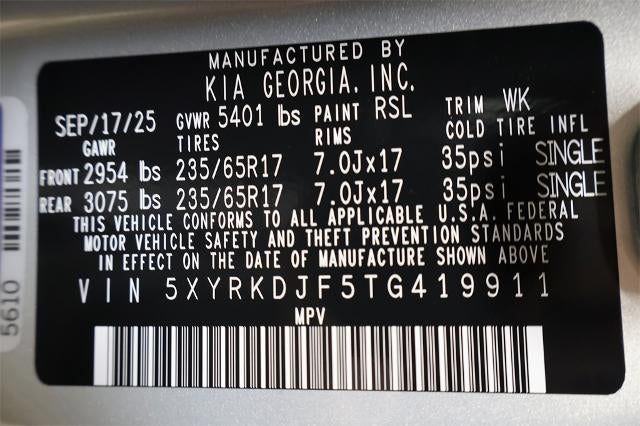 MANUFACTURED BY
KIA GEORGIA, INC.
SEP/17/25 GVWR 5401 lbs PAINT RSL TRIM WK
GAWR TIRES RIMS COLD TIRE INFL
FRONT 2954 lbs 235/65R17 7.0Jx17 35psi SINGLE
REAR 3075 lbs 235/65R17 7.0Jx17 35psi SINGLE
THIS VEHICLE CONFORMS TO ALL APPLICABLE U.S.A. FEDERAL
MOTOR VEHICLE SAFETY AND THEFT PREVENTION STANDARDS
IN EFFECT ON THE DATE OF MANUFACTURE SHOWN ABOVE
VIN 5XYRKDJF5TG419911
MPV
5610